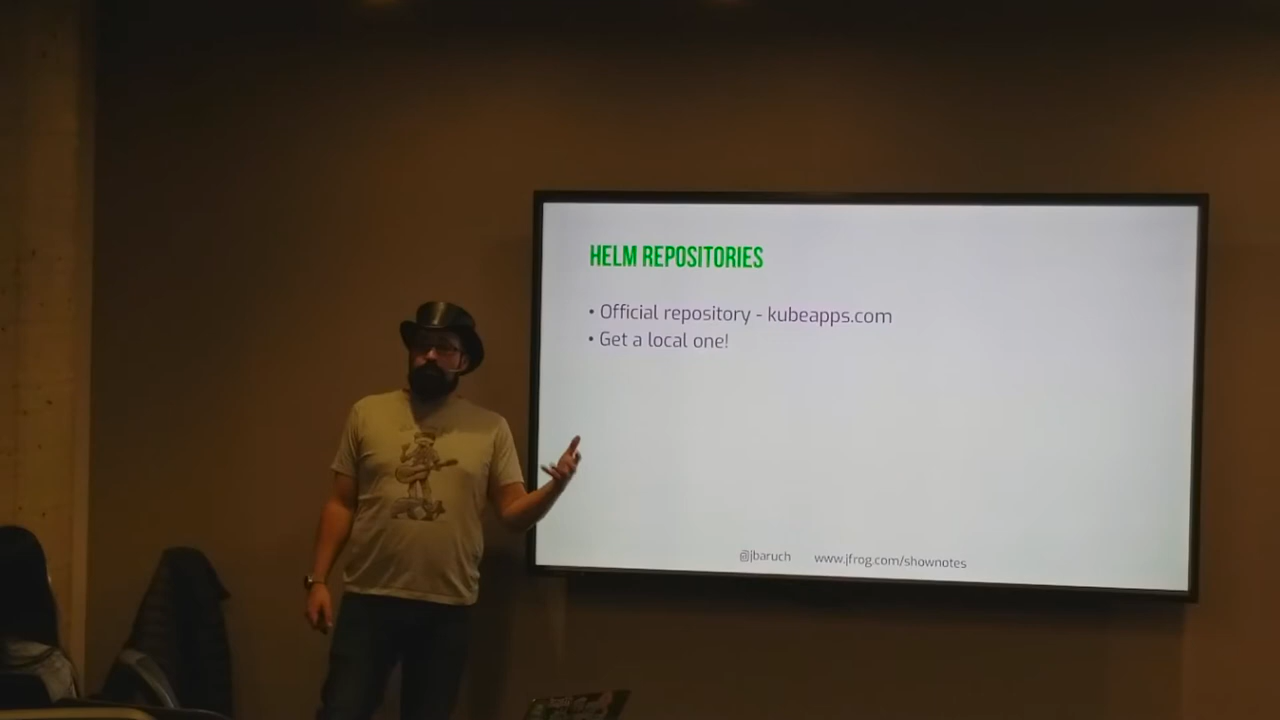 HELM REPOSITORIES
• Official repository - kubeapps.com
• Get a local one!
@jbaruch www.jfrog.com/shownotes